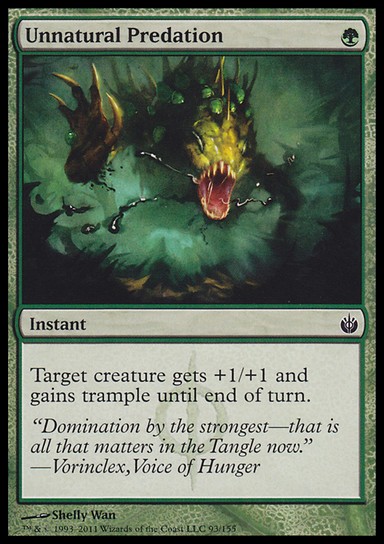 Unnatural Predation
Instant
Target creature gets +1/+1 and
gains trample until end of turn.
“Domination by the strongest—that is
all that matters in the Tangle now.”
—Vorinclex, Voice of Hunger
Shelly Wan
™ & © 1993–2011 Wizards of the Coast LLC 93/155